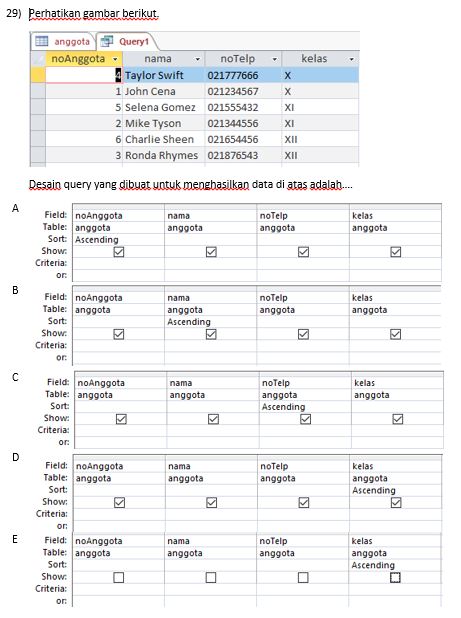 29) Perhatikan gambar berikut.
anggota Query1
noAnggota nama noTelp kelas
4 Taylor Swift 021777666 X
1 John Cena 021234567 X
5 Selena Gomez 021555432 XI
2 Mike Tyson 021344556 XI
6 Charlie Sheen 021654456 XII
3 Ronda Rhymes 021876543 XII
Desain query yang dibuat untuk menghasilkan data di atas adalah....
A
Field: noAnggota nama noTelp kelas
Table: anggota anggota anggota anggota
Sort: Ascending
Show:
Criteria:
or:
B
Field: noAnggota nama noTelp kelas
Table: anggota anggota anggota anggota
Sort: Ascending
Show:
Criteria:
or:
C
Field: noAnggota nama noTelp kelas
Table: anggota anggota anggota anggota
Sort: Ascending
Show:
Criteria:
or:
D
Field: noAnggota nama noTelp kelas
Table: anggota anggota anggota anggota
Sort: Ascending
Show:
Criteria:
or:
E
Field: noAnggota nama noTelp kelas
Table: anggota anggota anggota anggota
Sort: Ascending
Show:
Criteria:
or: